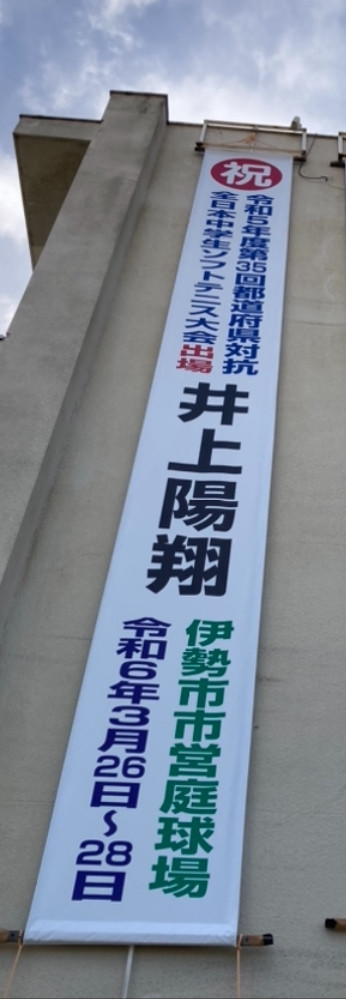 祝
令和5年度第35回都道府県対抗
全日本中学生ソフトテニス大会出場
井上陽翔
伊勢市市営庭球場
令和6年3月26日~28日